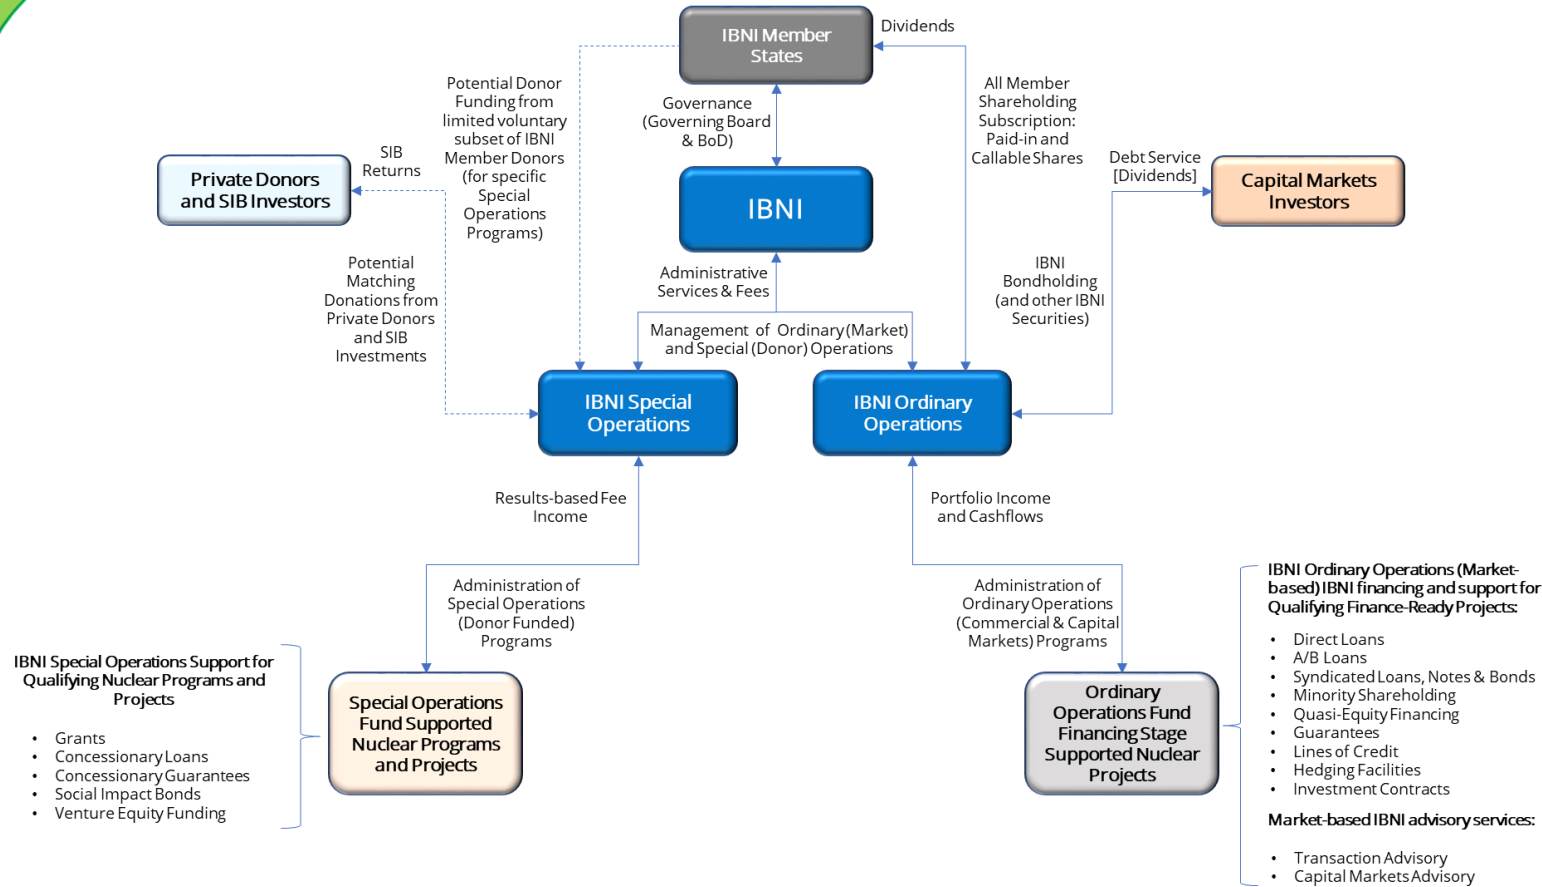 IBNI Member
States
Dividends
Potential Donor
Funding from
limited voluntary
subset of IBNI
Member Donors
(for specific
Special
Operations
Programs)
Governance
(Governing Board
& BoD)
All Member
Shareholding
Subscription:
Paid-in and
Callable Shares
SIB
Returns
Private Donors
and SIB Investors
IBNI
Debt Service
[Dividends]
Capital Markets
Investors
Potential
Matching
Donations from
Private Donors
and SIB
Investments
Administrative
Services & Fees
IBNI
Bondholding
(and other IBNI
Securities)
Management of Ordinary (Market)
and Special (Donor) Operations
IBNI Special
Operations
IBNI Ordinary
Operations
Results-based Fee
Income
Portfolio Income
and Cashflows
Administration of
Special Operations
(Donor Funded)
Programs
Administration of
Ordinary Operations
(Commercial & Capital
Markets) Programs
IBNI Special Operations Support for
Qualifying Nuclear Programs and
Projects
• Grants
• Concessionary Loans
• Concessionary Guarantees
• Social Impact Bonds
• Venture Equity Funding
Special Operations
Fund Supported
Nuclear Programs
and Projects
Ordinary
Operations Fund
Financing Stage
Supported Nuclear
Projects
IBNI Ordinary Operations (Market-
based) IBNI financing and support for
Qualifying Finance-Ready Projects:
• Direct Loans
• A/B Loans
• Syndicated Loans, Notes & Bonds
• Minority Shareholding
• Quasi-Equity Financing
• Guarantees
• Lines of Credit
• Hedging Facilities
• Investment Contracts
Market-based IBNI advisory services:
• Transaction Advisory
• Capital Markets Advisory